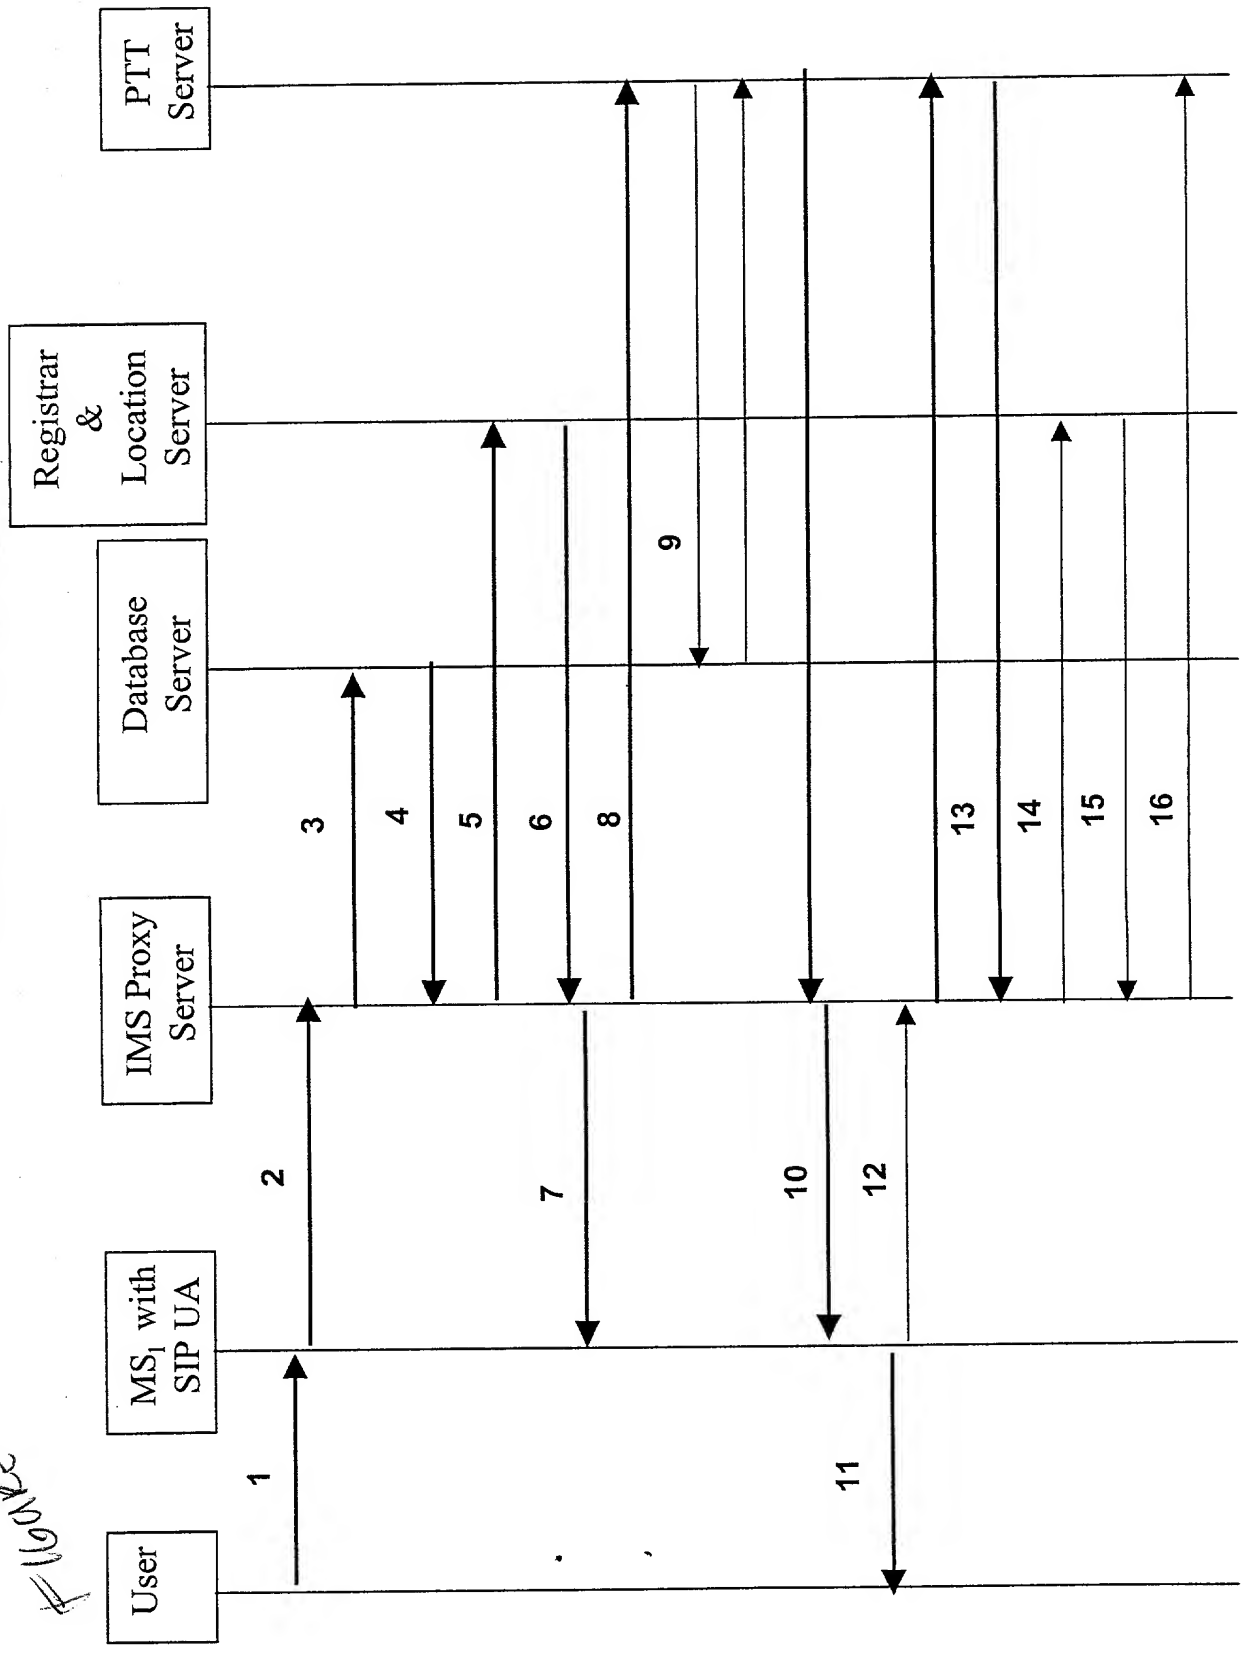 FIGURE
User
MS1 with
SIP UA
IMS Proxy
Server
Database
Server
Registrar
&
Location
Server
PTT
Server
1
2
3
4
5
6
7
8
9
10
11
12
13
14
15
16